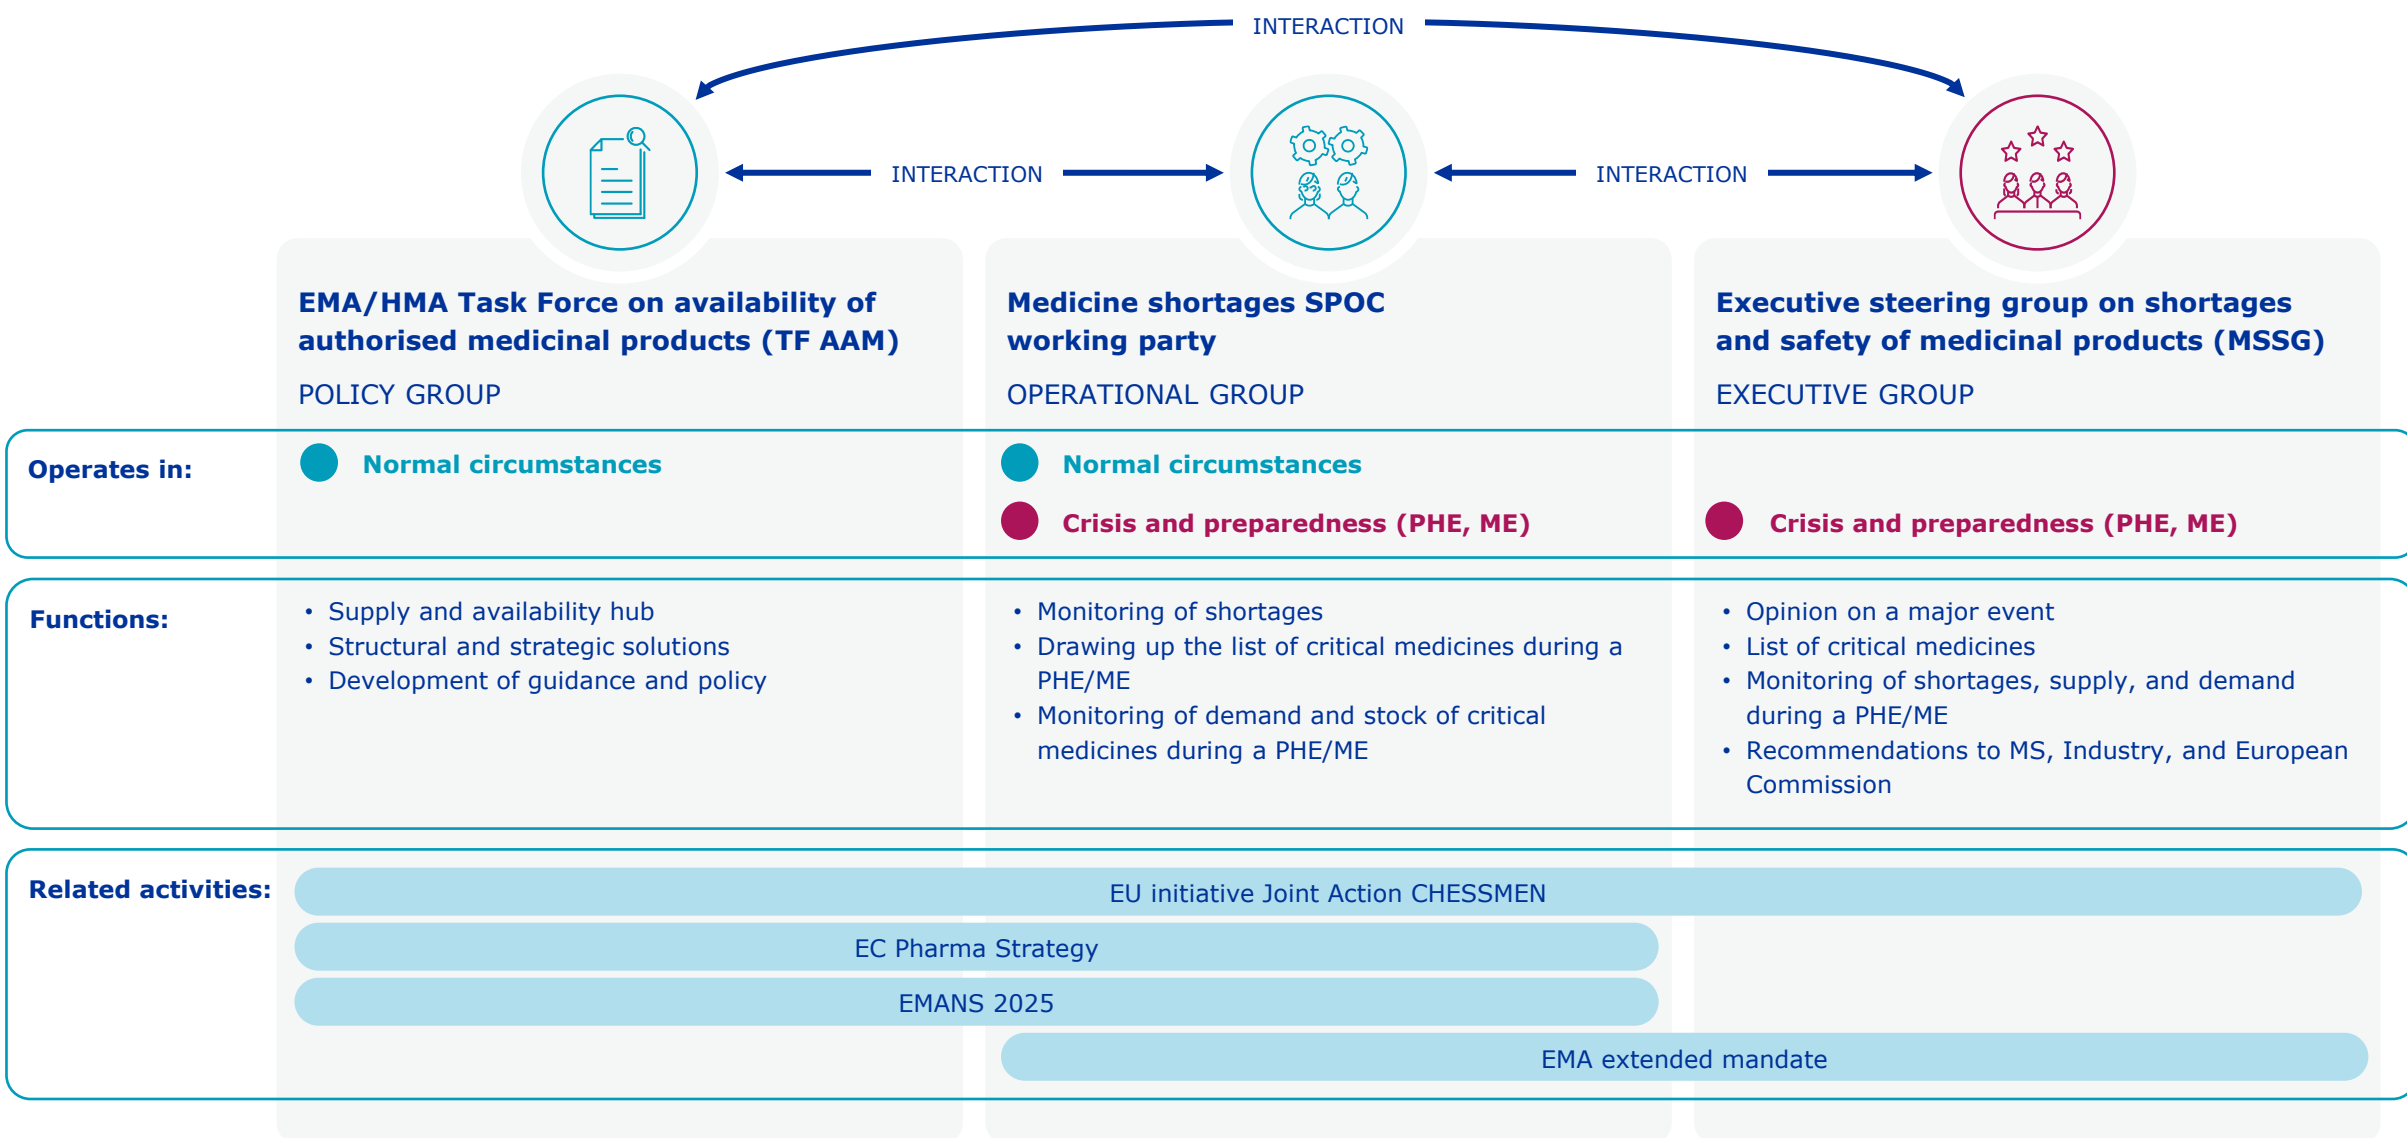 INTERACTION
INTERACTION
INTERACTION
EMA/HMA Task Force on availability of
authorised medicinal products (TF AAM)
POLICY GROUP
Medicine shortages SPOC
working party
OPERATIONAL GROUP
Executive steering group on shortages
and safety of medicinal products (MSSG)
EXECUTIVE GROUP
Operates in:
Normal circumstances
Normal circumstances
Crisis and preparedness (PHE, ME)
Crisis and preparedness (PHE, ME)
Functions:
• Supply and availability hub
• Structural and strategic solutions
• Development of guidance and policy
• Monitoring of shortages
• Drawing up the list of critical medicines during a
PHE/ME
• Monitoring of demand and stock of critical
medicines during a PHE/ME
• Opinion on a major event
• List of critical medicines
• Monitoring of shortages, supply, and demand
during a PHE/ME
• Recommendations to MS, Industry, and European
Commission
Related activities:
EU initiative Joint Action CHESSMEN
EC Pharma Strategy
EMANS 2025
EMA extended mandate